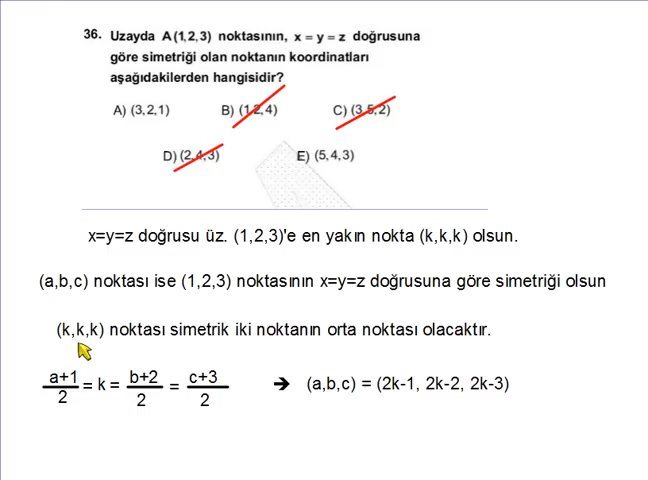 36. Uzayda A(1,2,3) noktasının, x = y = z doğrusuna
göre simetriği olan noktanın koordinatları
aşağıdakilerden hangisidir?
A) (3,2,1) B) (1,2,4) C) (3,5,2)
D) (2,4,3) E) (5,4,3)
x=y=z doğrusu üz. (1,2,3)'e en yakın nokta (k,k,k) olsun.
(a,b,c) noktası ise (1,2,3) noktasının x=y=z doğrusuna göre simetriği olsun
(k,k,k) noktası simetrik iki noktanın orta noktası olacaktır.
a+1/2 = k = b+2/2 = c+3/2 ➔ (a,b,c) = (2k-1, 2k-2, 2k-3)